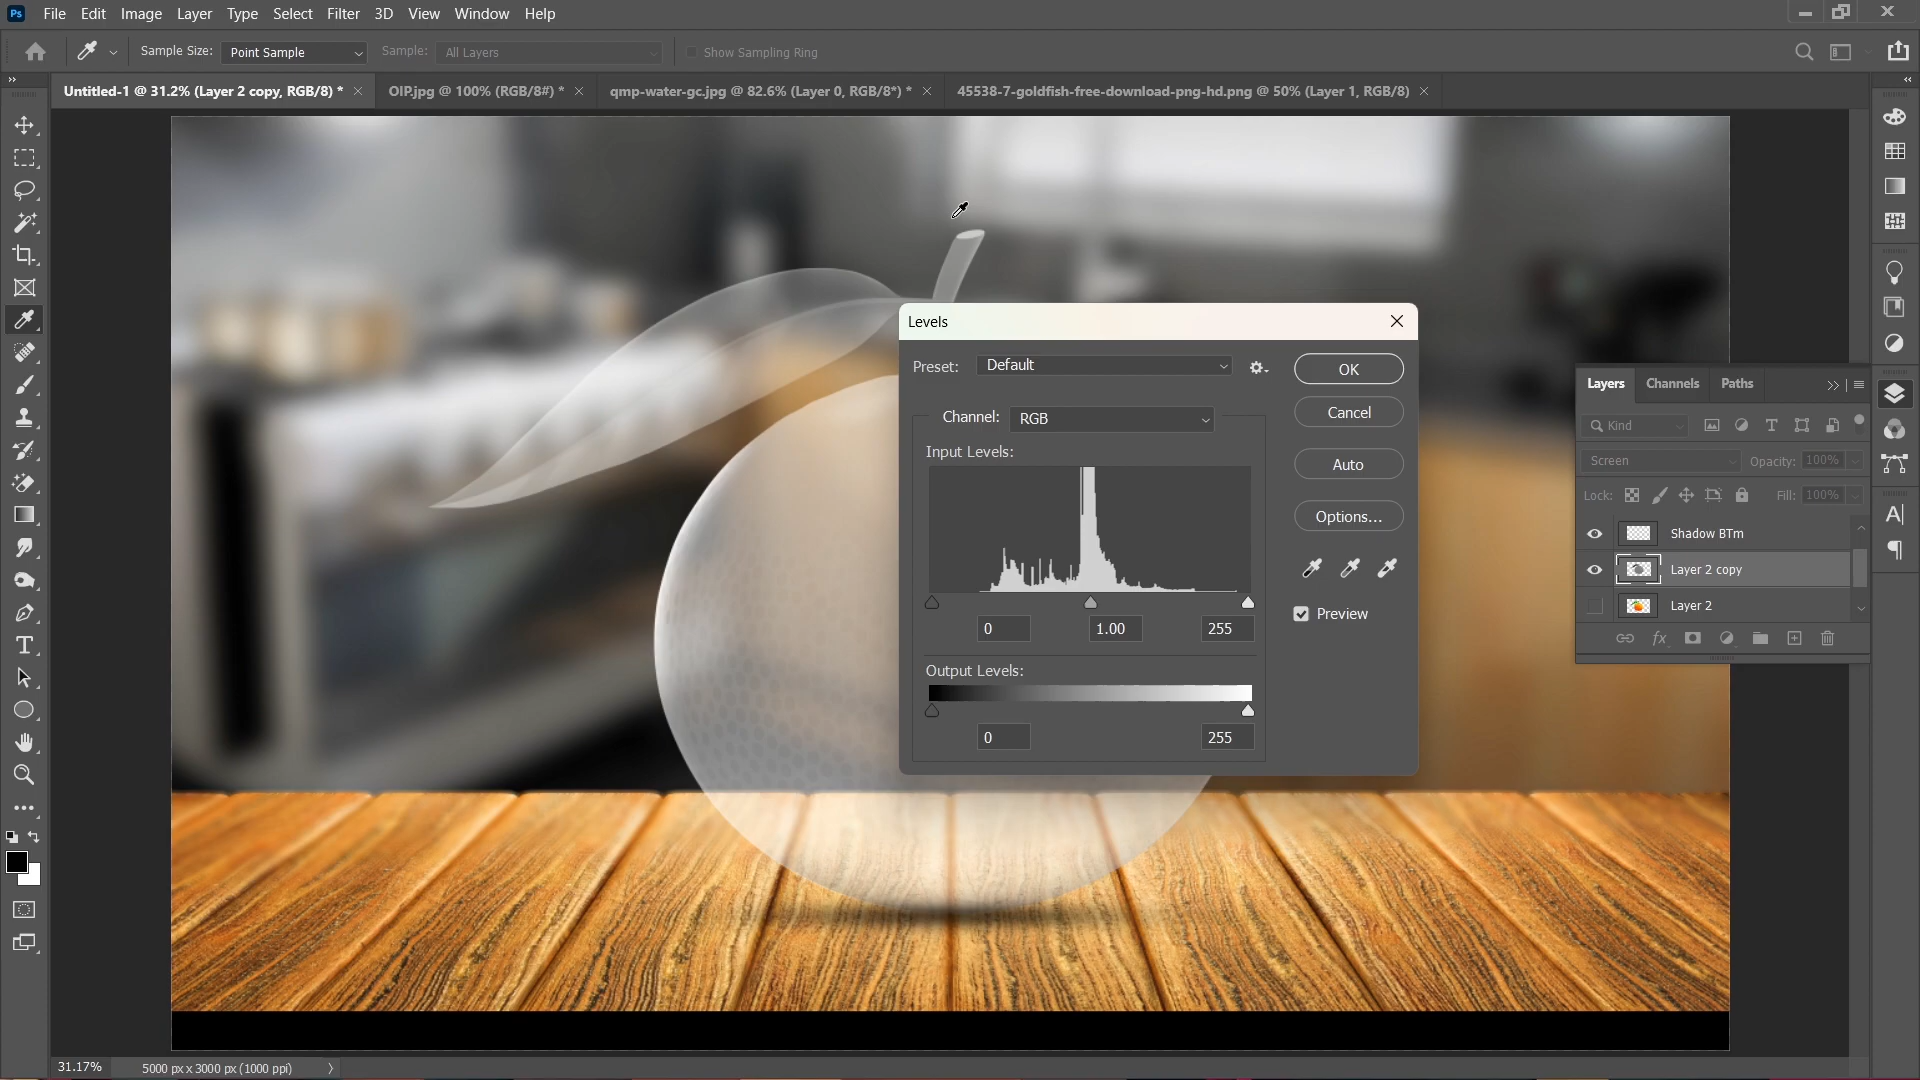 Ps File Edit Image Layer Type Select Filter 3D View Window Help
Sample Size: Point Sample Sample: All Layers Show Sampling Ring
Untitled-1 @ 31.2% (Layer 2 copy, RGB/8) * OIP.jpg @ 100% (RGB/8#) * qmp-water-gc.jpg @ 82.6% (Layer 0, RGB/8*) * 45538-7-goldfish-free-download-png-hd.png @ 50% (Layer 1, RGB/8)
Levels
Preset: Default OK
Cancel
Channel: RGB
Input Levels:
Auto
Options...
0 1.00 255
Preview
Output Levels:
0 255
Layers Channels Paths
Kind
Screen Opacity: 100%
Lock: Fill: 100%
Shadow BTm
Layer 2 copy
Layer 2
fx
31.17% 5000 px x 3000 px (1000 ppi)